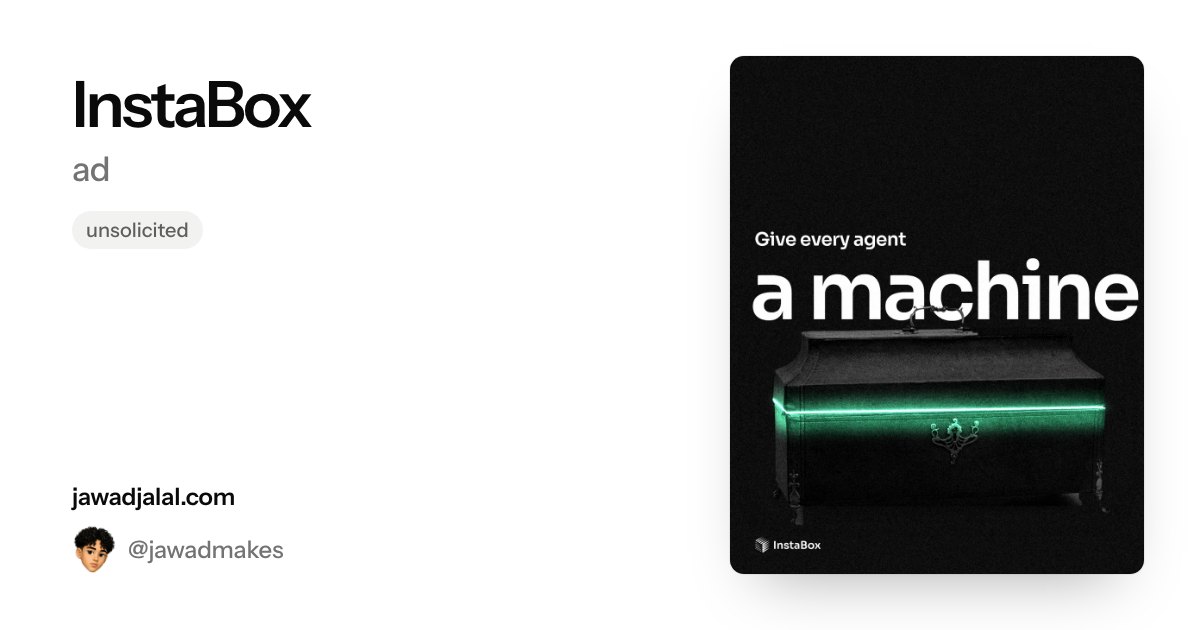 InstaBox
ad
unsolicited
jawadjalal.com
@jawadmakes
Give every agent
a machine
InstaBox